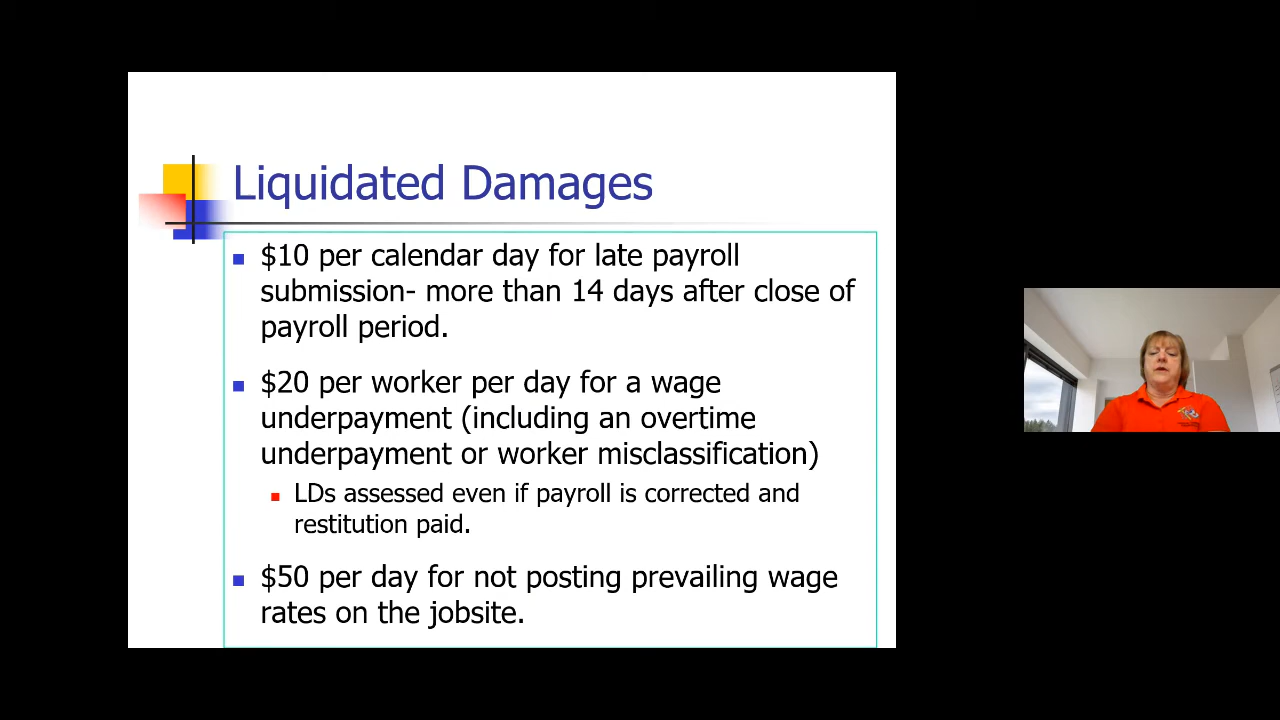 Liquidated Damages
$10 per calendar day for late payroll
submission- more than 14 days after close of
payroll period.
$20 per worker per day for a wage
underpayment (including an overtime
underpayment or worker misclassification)
LDs assessed even if payroll is corrected and
restitution paid.
$50 per day for not posting prevailing wage
rates on the jobsite.